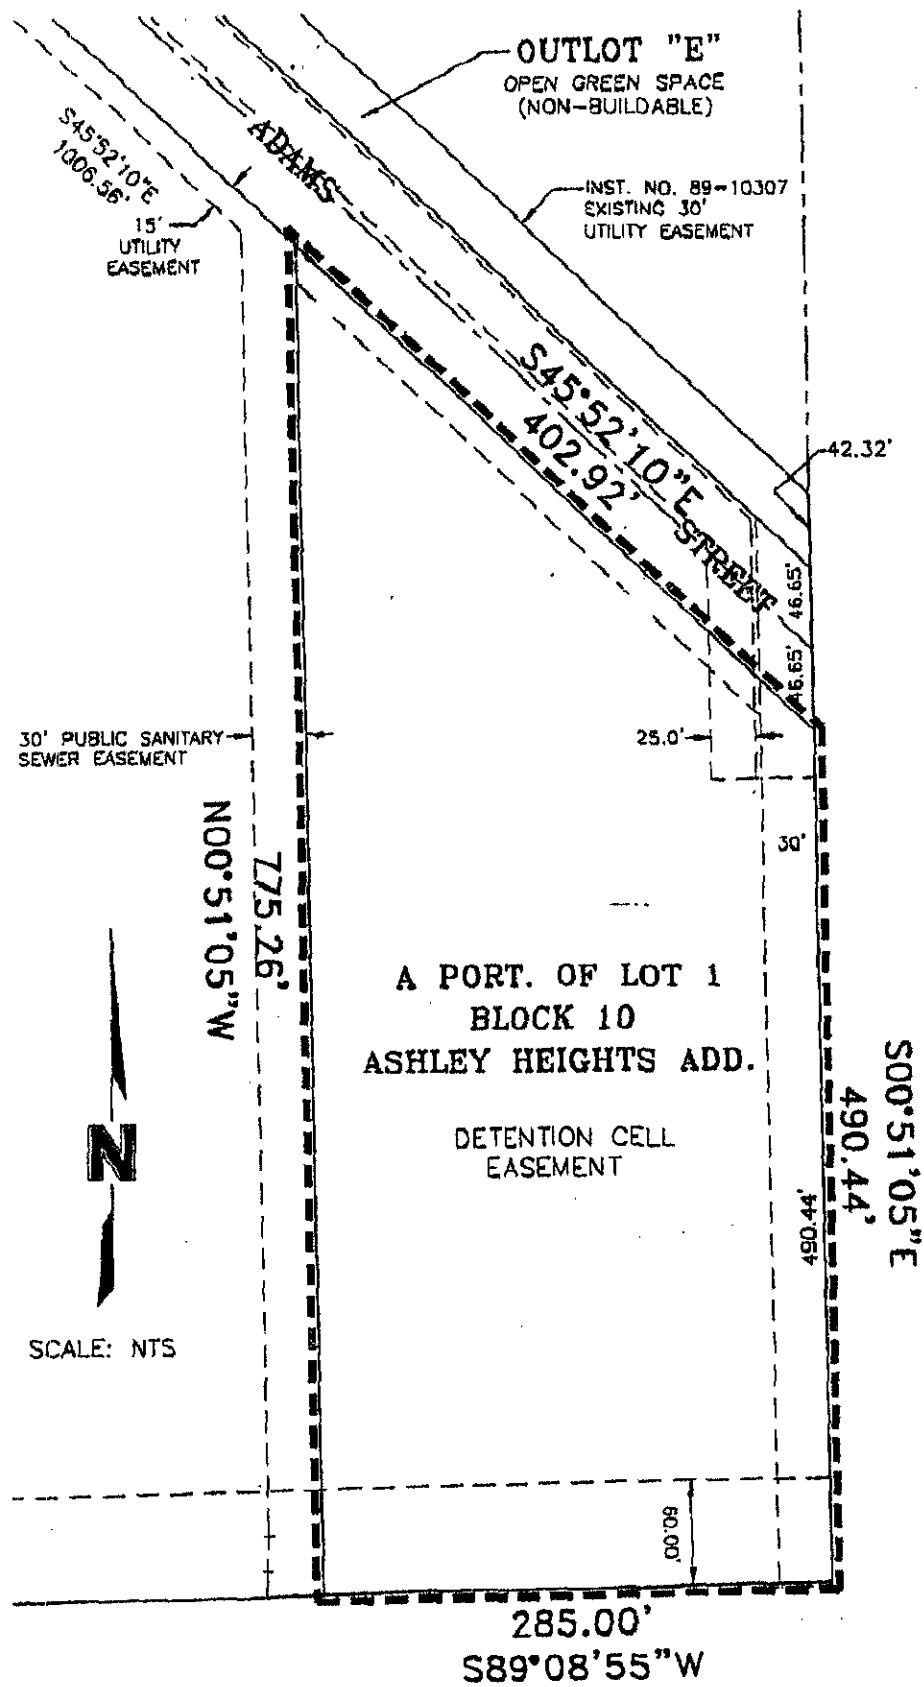 OUTLOT "E"
OPEN GREEN SPACE
(NON-BUILDABLE)
S45°52'10"E
1006.56'
ADAMS
15'
UTILITY
EASEMENT
INST. NO. 89-10307
EXISTING 30'
UTILITY EASEMENT
S45°52'10"E
402.92'
STREET
42.32'
46.65'
46.65'
30' PUBLIC SANITARY
SEWER EASEMENT
25.0'
30'
N00°51'05"W
775.26'
A PORT. OF LOT 1
BLOCK 10
ASHLEY HEIGHTS ADD.
DETENTION CELL
EASEMENT
S00°51'05"E
490.44'
490.44'
N
SCALE: NTS
60.00'
285.00'
S89°08'55"W